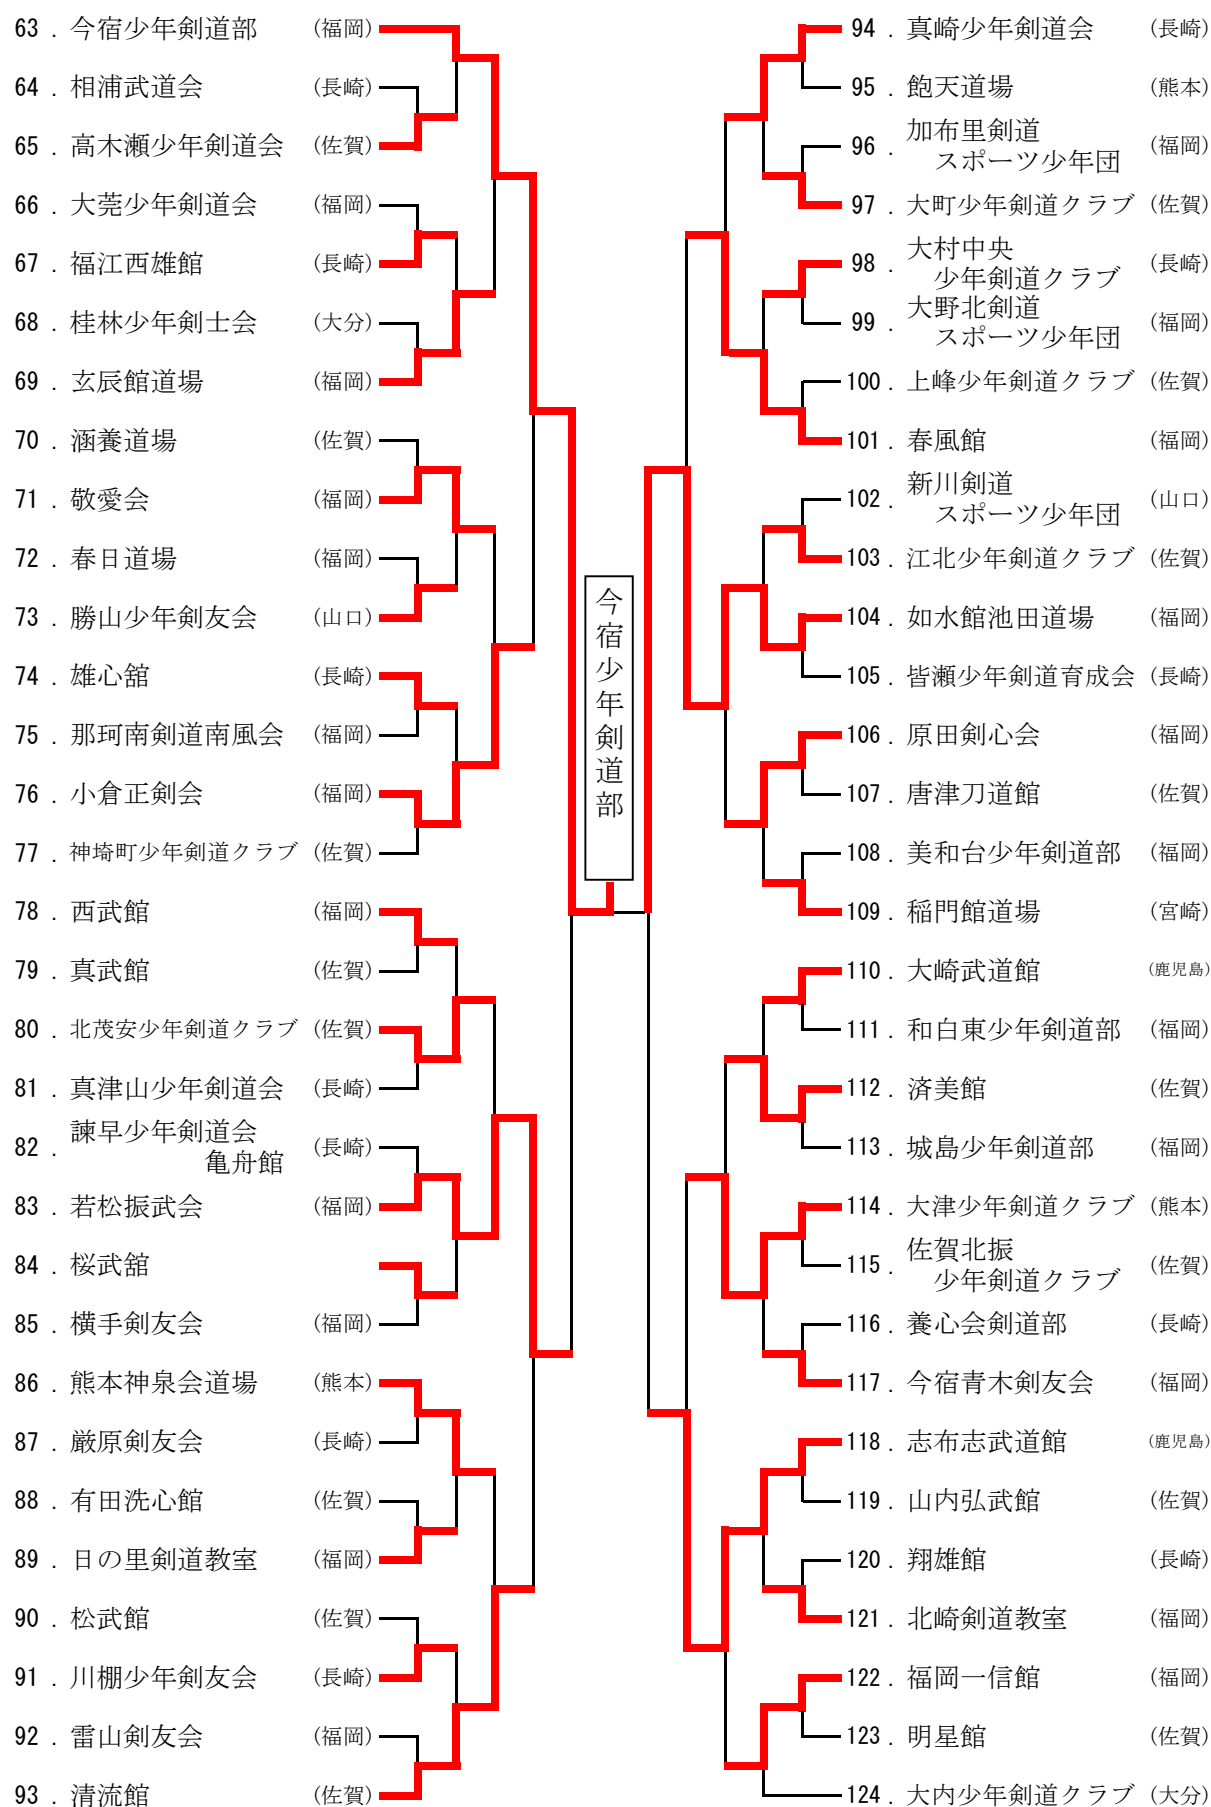 63 . 今宿少年剣道部 (福岡)
64 . 相浦武道会 (長崎)
65 . 高木瀬少年剣道会 (佐賀)
66 . 大莞少年剣道会 (福岡)
67 . 福江西雄館 (長崎)
68 . 桂林少年剣士会 (大分)
69 . 玄辰館道場 (福岡)
70 . 涵養道場 (佐賀)
71 . 敬愛会 (福岡)
72 . 春日道場 (福岡)
73 . 勝山少年剣友会 (山口)
74 . 雄心舘 (長崎)
75 . 那珂南剣道南風会 (福岡)
76 . 小倉正剣会 (福岡)
77 . 神埼町少年剣道クラブ (佐賀)
78 . 西武館 (福岡)
79 . 真武館 (佐賀)
80 . 北茂安少年剣道クラブ (佐賀)
81 . 真津山少年剣道会 (長崎)
82 . 諫早少年剣道会 (長崎)
亀舟館
83 . 若松振武会 (福岡)
84 . 桜武舘
85 . 横手剣友会 (福岡)
86 . 熊本神泉会道場 (熊本)
87 . 厳原剣友会 (長崎)
88 . 有田洗心館 (佐賀)
89 . 日の里剣道教室 (福岡)
90 . 松武館 (佐賀)
91 . 川棚少年剣友会 (長崎)
92 . 雷山剣友会 (福岡)
93 . 清流館 (佐賀)
今宿少年剣道部
94 . 真崎少年剣道会 (長崎)
95 . 飽天道場 (熊本)
96 . 加布里剣道 (福岡)
スポーツ少年団
97 . 大町少年剣道クラブ (佐賀)
98 . 大村中央 (長崎)
少年剣道クラブ
99 . 大野北剣道 (福岡)
スポーツ少年団
100 . 上峰少年剣道クラブ (佐賀)
101 . 春風館 (福岡)
102 . 新川剣道 (山口)
スポーツ少年団
103 . 江北少年剣道クラブ (佐賀)
104 . 如水館池田道場 (福岡)
105 . 皆瀬少年剣道育成会 (長崎)
106 . 原田剣心会 (福岡)
107 . 唐津刀道館 (佐賀)
108 . 美和台少年剣道部 (福岡)
109 . 稲門館道場 (宮崎)
110 . 大崎武道館 (鹿児島)
111 . 和白東少年剣道部 (福岡)
112 . 済美館 (佐賀)
113 . 城島少年剣道部 (福岡)
114 . 大津少年剣道クラブ (熊本)
115 . 佐賀北振 (佐賀)
少年剣道クラブ
116 . 養心会剣道部 (長崎)
117 . 今宿青木剣友会 (福岡)
118 . 志布志武道館 (鹿児島)
119 . 山内弘武館 (佐賀)
120 . 翔雄館 (長崎)
121 . 北崎剣道教室 (福岡)
122 . 福岡一信館 (福岡)
123 . 明星館 (佐賀)
124 . 大内少年剣道クラブ (大分)